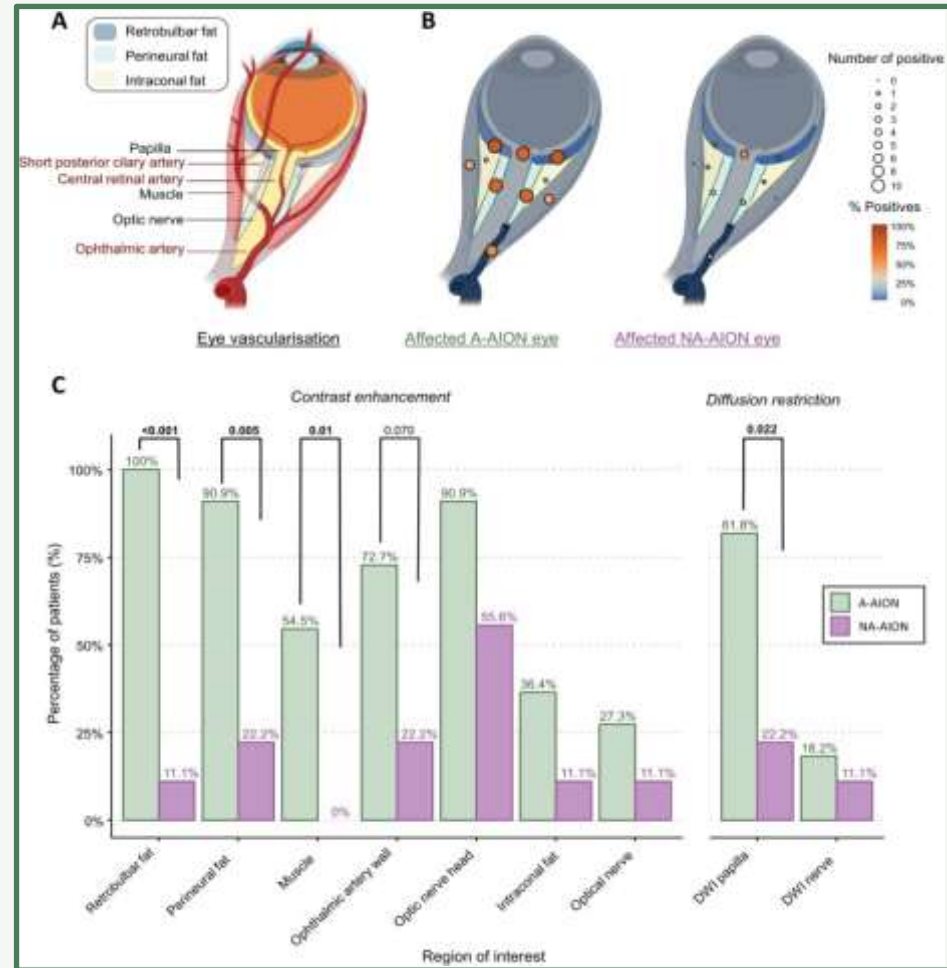 A
B
Retrobulbar fat
Perineural fat
Intraconal fat
Papilla
Short posterior ciliary artery
Central retinal artery
Muscle
Optic nerve
Ophthalmic artery
Number of positive
0
1
2
3
4
5
6
8
10
% Positives
100%
75%
50%
25%
0%
Eye vascularisation
Affected A-AION eye
Affected NA-AION eye
C
Contrast enhancement
Diffusion restriction
<0.001
0.005
0.01
0.070
0.022
100%
90.9%
54.5%
72.7%
90.9%
36.4%
27.3%
81.8%
18.2%
11.1%
22.2%
0%
22.2%
55.6%
11.1%
11.1%
22.2%
11.1%
100%
75%
50%
25%
0%
Percentage of patients (%)
A-AION
NA-AION
Retrobulbar fat
Perineural fat
Muscle
Ophthalmic artery wall
Optic nerve head
Intraconal fat
Optical nerve
DWI papilla
DWI nerve
Region of interest